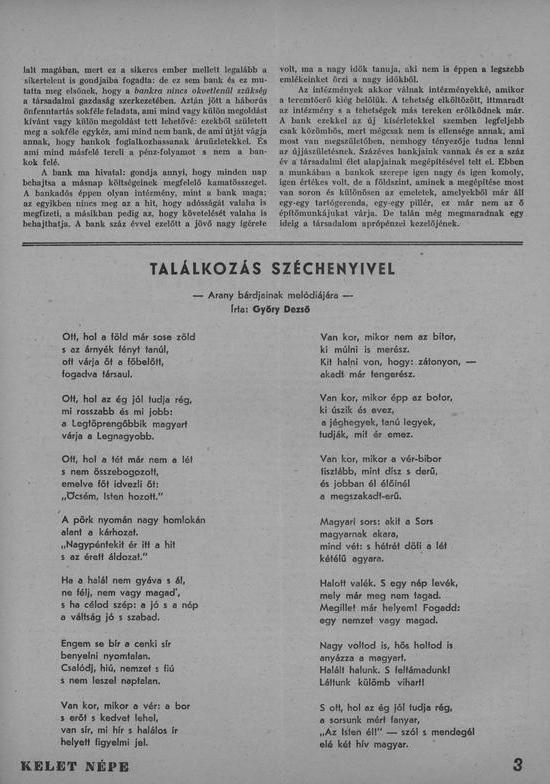 lalt magában, mert ez a sikeres ember mellett legalább a
sikertelent is gondjaiba fogadta: de ez sem bank és ez mu-
tatta meg elsőnek, hogy a bankra nincs okvetlenül szükség
a társadalmi gazdaság szerkezetében. Aztán jött a háborús
önfenntartás sokféle feladata, ami mind vagy külön megoldást
kívánt vagy külön megoldást tett lehetővé: ezekből született
meg a sokféle egykéz, ami mind nem bank, de ami útját vágja
annak, hogy bankok foglalkozhassanak áruüzletekkel. És
ami mind másfelé tereli a pénz-folyamot s nem a ban-
kok felé.
A bank ma hivatal: gondja annyi, hogy minden nap
behajtsa a másnap költségeinek megfelelő kamatösszeget.
A bankadós éppen olyan intézmény, mint a bank maga:
az egyikben nincs meg az a hit, hogy adósságát valaha is
megfizeti, a másikban pedig az, hogy követelését valaha is
behajthatja. A bank száz évvel ezelőtt a jövő nagy ígérete
volt, ma a nagy idők tanuja, aki nem is éppen a legszebb
emlékeinket őrzi a nagy időkből.
Az intézmények akkor válnak intézményekké, amikor
a teremtőerő kiég belőlük. A tehetség elköltözött, ittmaradt
az intézmény s a tehetségek más tereken erőlködnek már.
A bank ezekkel az új kísérletekkel szemben legfeljebb
csak közömbös, mert mégcsak nem is ellensége annak, ami
most van megszületőben, nemhogy tényezője tudna lenni
az újjászületésnek. Százéves bankjaink vannak és ez a száz
év a társadalmi élet alapjainak megépítésével telt el. Ebben
a munkában a bankok szerepe igen nagy és igen komoly,
igen értékes volt, de a földszint, aminek a megépítése most
van soron és különösen az emeletek, amelyekből már áll
egy-egy tartógerenda, egy-egy pillér, ez már nem az ő
építőmunkájukat várja. De talán még megmaradnak egy
ideig a társadalom aprópénzei kezelőjének.
TALÁLKOZÁS SZÉCHENYIVEL
— Arany bárdjainak melódiájára —
Írta: Győry Dezső
Ott, hol a föld már sose zöld
s az árnyék fényt tanúl,
ott várja őt a főbelőtt,
fogadva társaul.
Ott, hol az ég jól tudja rég,
mi rosszabb és mi jobb:
a Legtöprengőbbik magyart
várja a Legnagyobb.
Ott, hol a tét már nem a lét
s nem összebogozott,
emelve főt idvezli őt:
„Öcsém, Isten hozott."
A pörk nyomán nagy homlokán
alant a kárhozat.
„Nagypéntekit ér itt a hit
s az érett áldozat."
Ha a halál nem gyáva s ál,
ne félj, nem vagy magad',
s ha célod szép: a jó s a nép
a váltság jó s szabad.
Engem se bír a cenki sír
benyelni nyomtalan.
Családj, hiú, nemzet s fiú
s nem leszel naptalan.
Van kor, mikor a vér: a bor
s erőt s kedvet lehel,
van sír, mi hír s halálos ír
helyett figyelmi jel.
Van kor, mikor nem az bitor,
ki múlni is merész.
Kit halni von, hogy: zátonyon, —
akadt már tengerész.
Van kor, mikor épp az botor,
ki úszik és evez,
a jéghegyek, tanú legyek,
tudják, mit ér emez.
Van kor, mikor a vér-bibor
tisztább, mint dísz s derű,
és jobban él élőinél
a megszakadt-erű.
Magyari sors: akit a Sors
magyarnak akara,
mind vét: s hátrét döfi a lét
kétélű agyara.
Halott valék. S egy nép levék,
mely már meg nem tagad.
Megillet már helyem! Fogadd:
egy nemzet vagy magad.
Nagy voltod is, hős holtod is
anyázza a magyart.
Halált halunk. S feltámadunk!
Láttunk külömb vihart!
S ott, hol az ég jól tudja rég,
a sorsunk mért fanyar,
„Az Isten él!" — szól s mendegél
elé két hív magyar.
KELET NÉPE
3